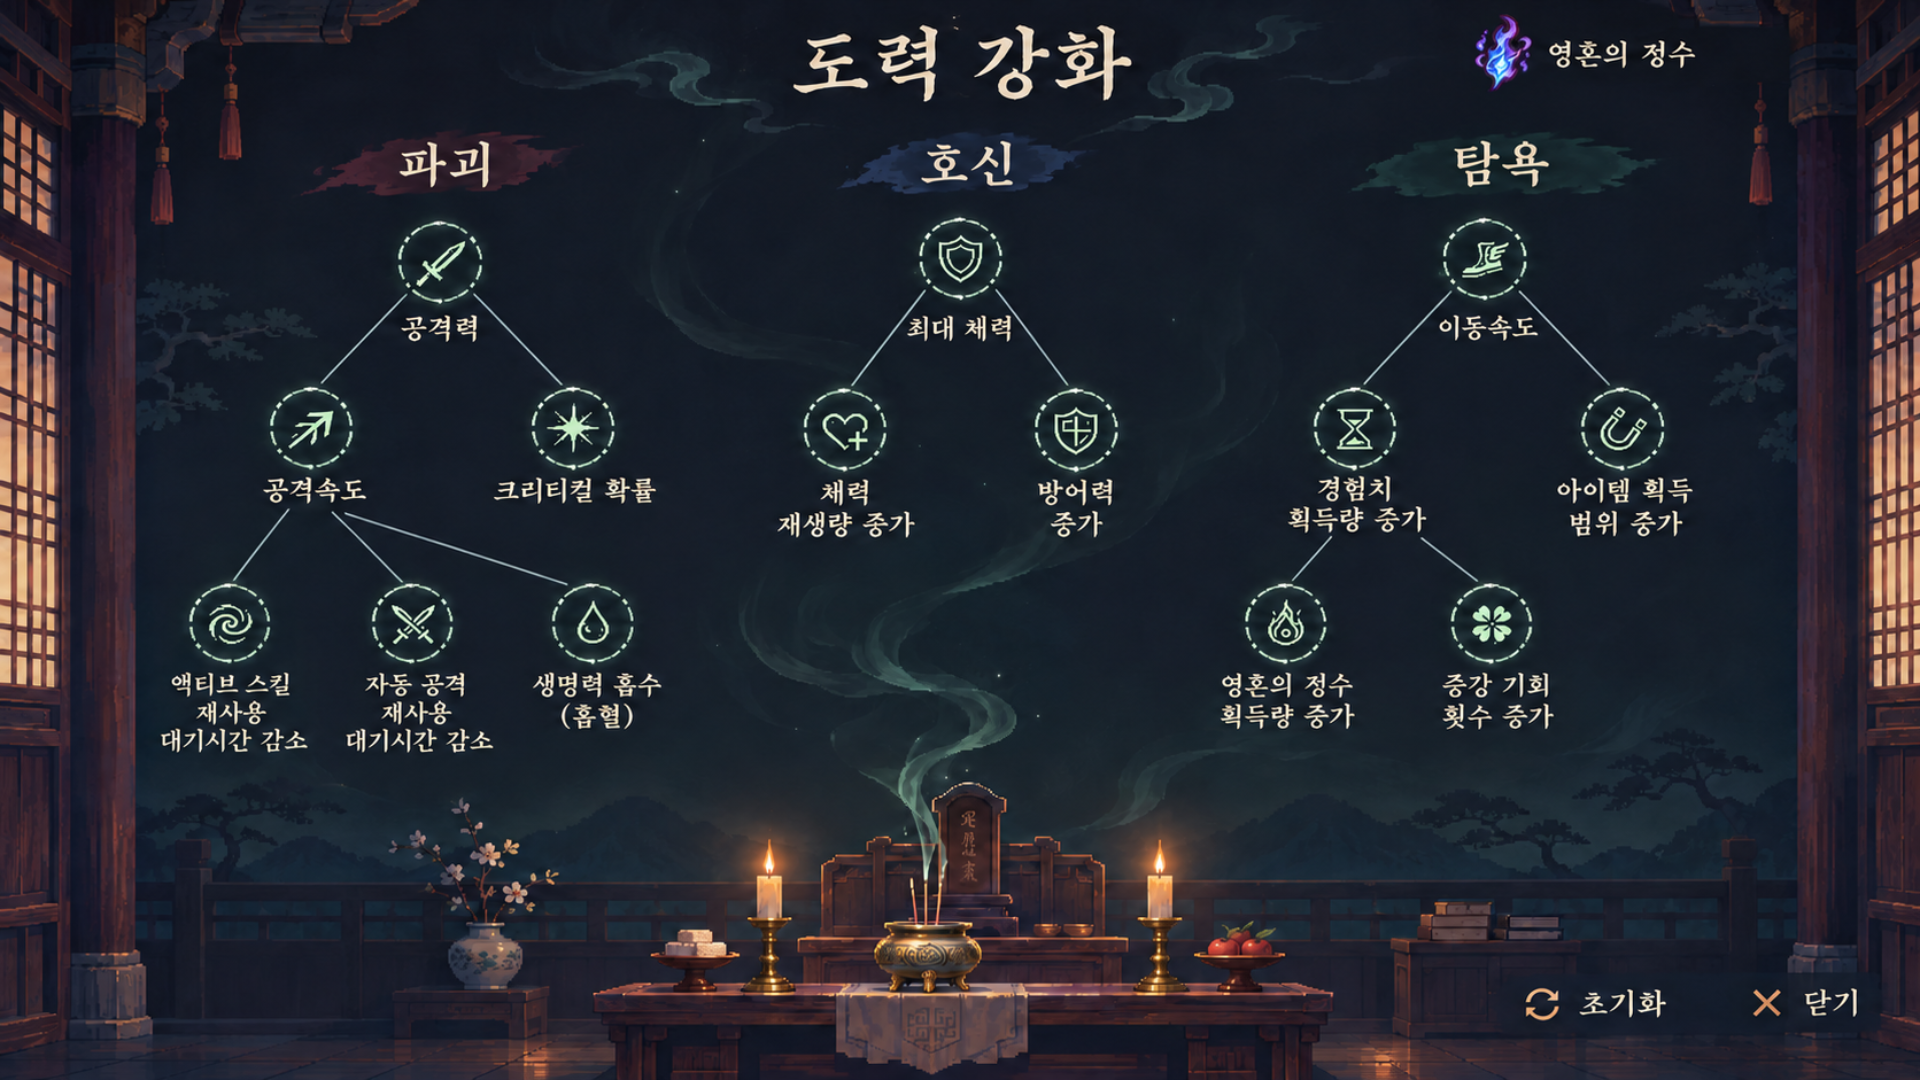 도력 강화
영혼의 정수
파괴
호신
탐욕
공격력
최대 채력
이동속도
공격속도
크리티컬 확률
채력
재생량 증가
방어력
증가
경험치
획득량 증가
아이템 획득
범위 증가
액티브 스킬
재사용
대기시간 감소
자동 공격
재사용
대기시간 감소
생명력 흡수
(흡혈)
영혼의 정수
획득량 증가
증강 기회
횟수 증가
초기화
닫기